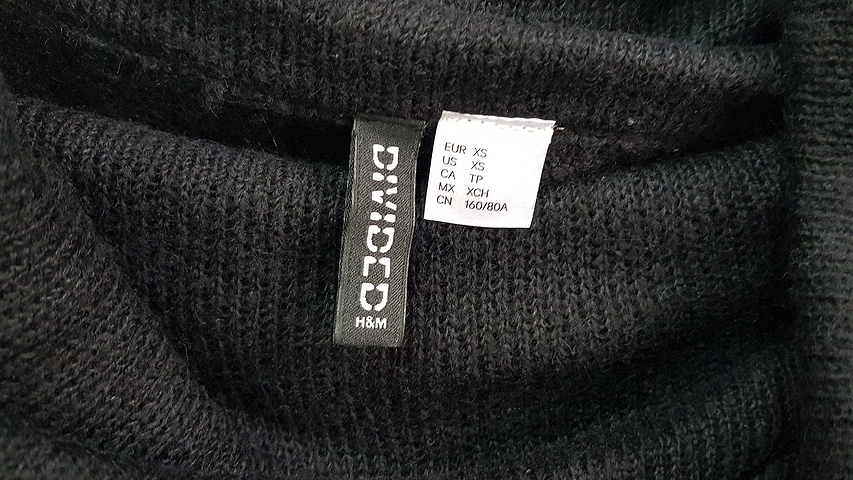 DIVIDED
H&M
EUR XS
US XS
CA TP
MX XCH
CN 160/80A